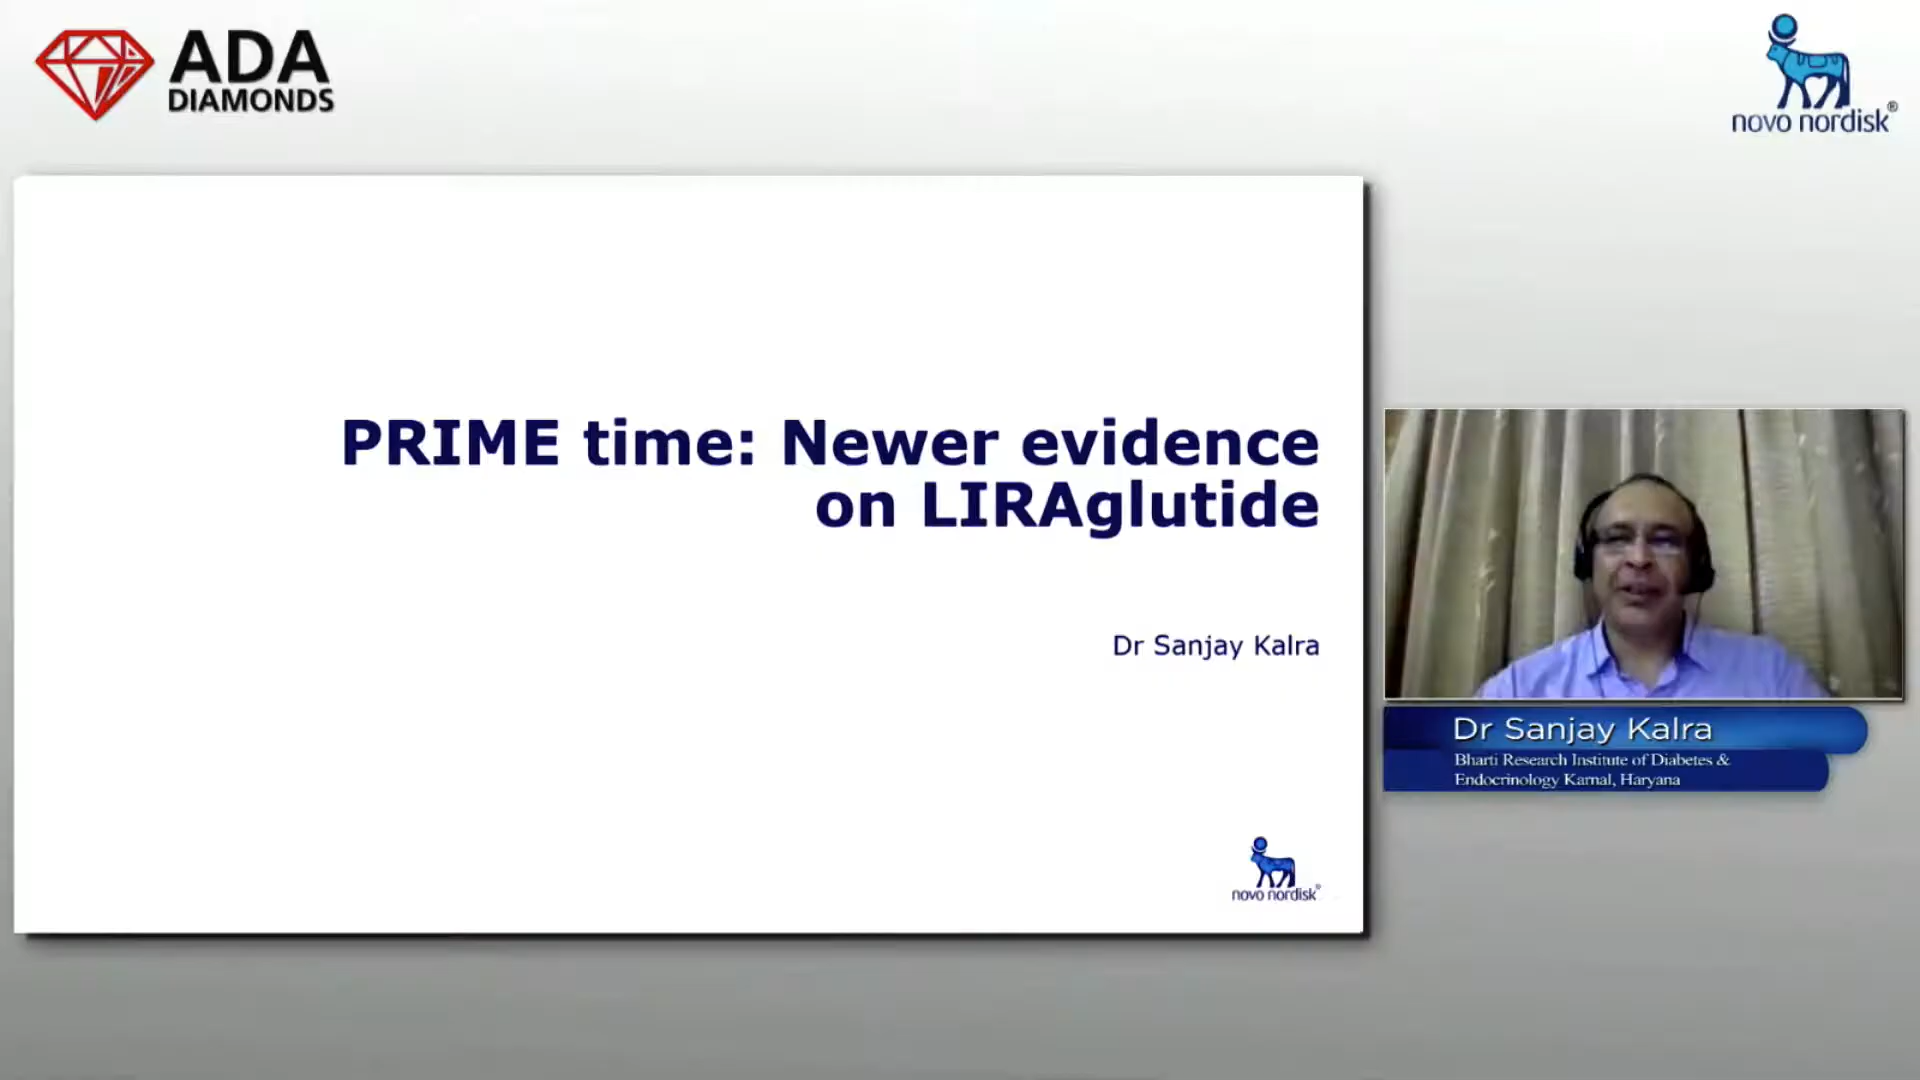 ADA
DIAMONDS
novo nordisk®
PRIME time: Newer evidence
on LIRAglutide
Dr Sanjay Kalra
novo nordisk®
Dr Sanjay Kalra
Bharti Research Institute of Diabetes &
Endocrinology Karnal, Haryana